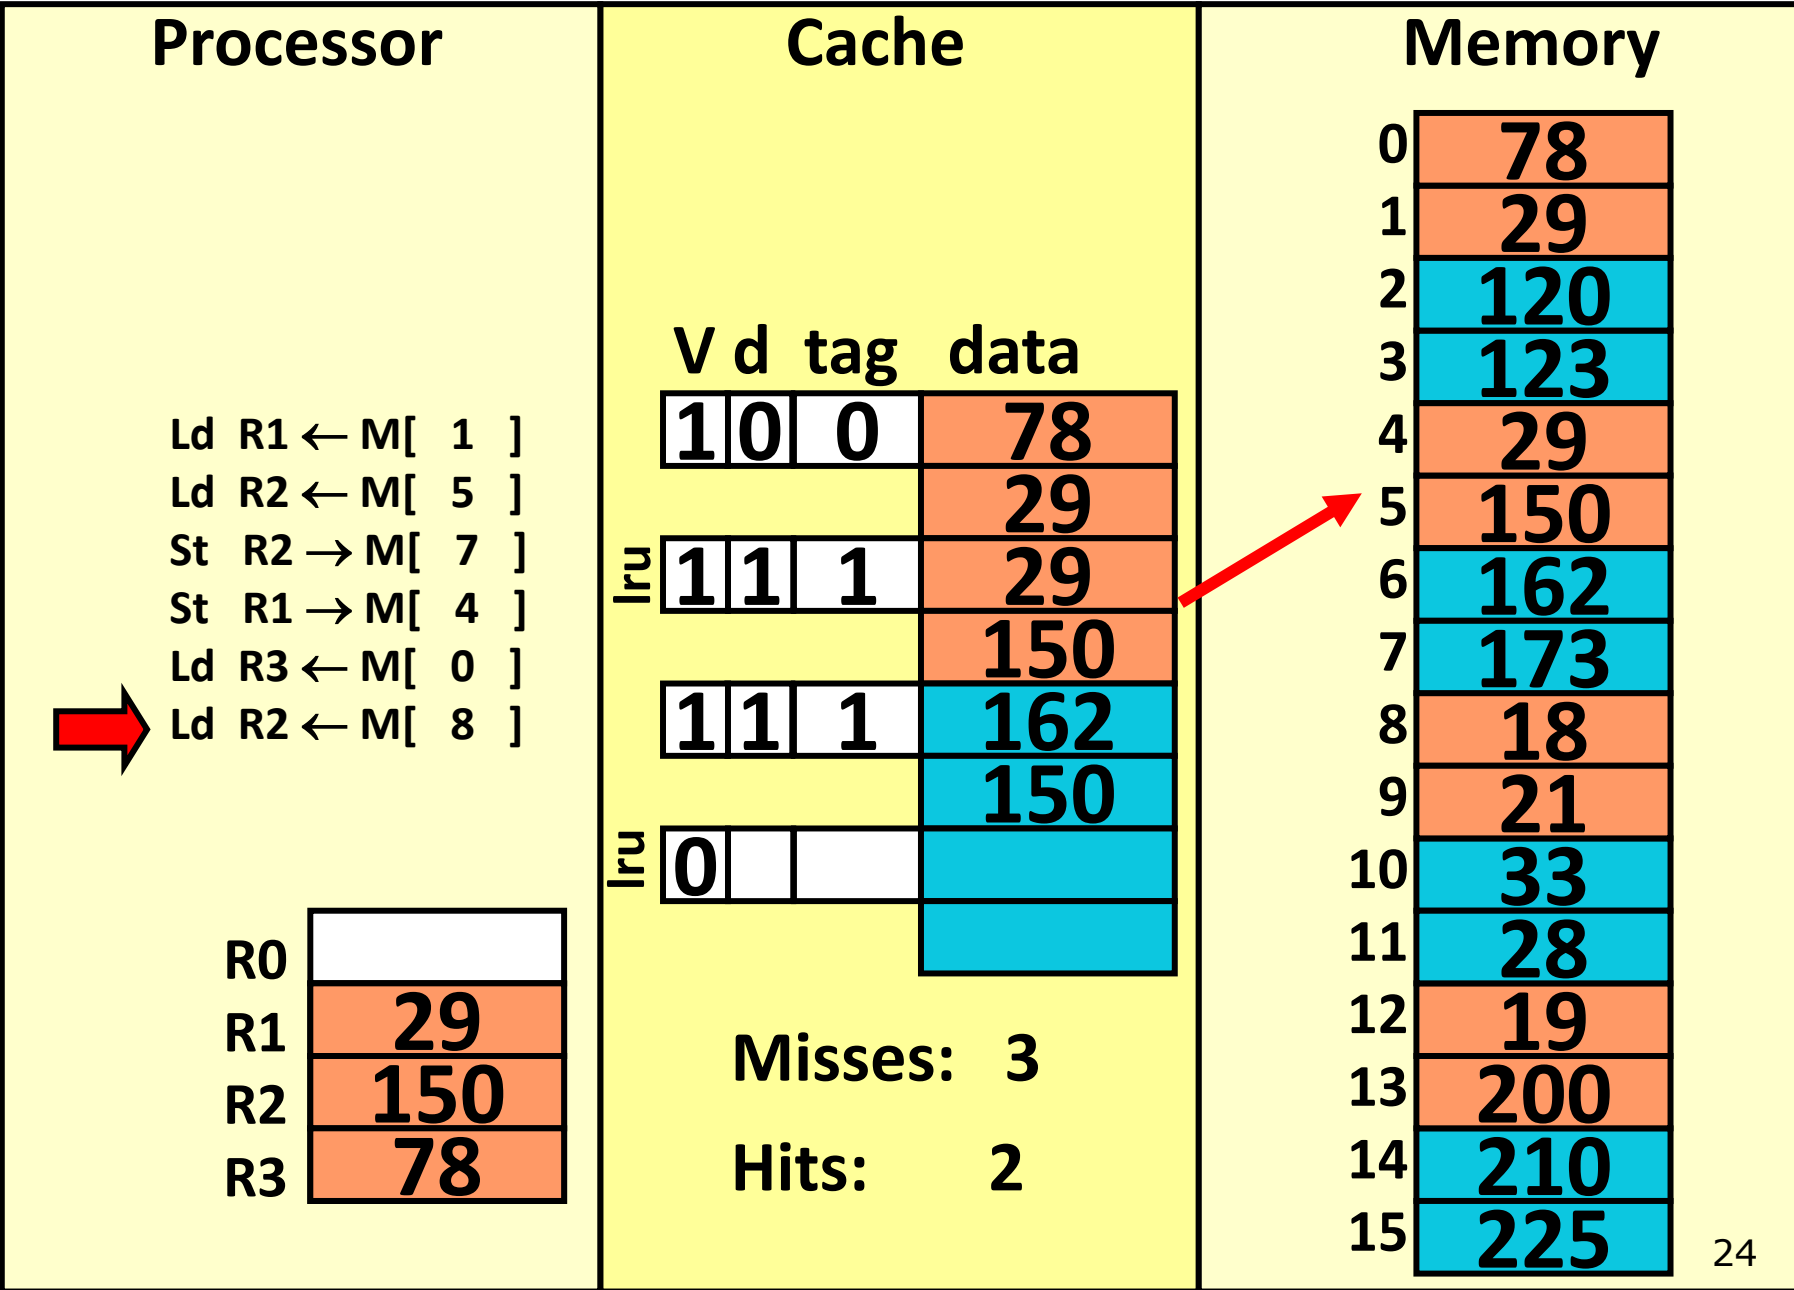 Processor
Ld R1 ← M[ 1 ]
Ld R2 ← M[ 5 ]
St R2 → M[ 7 ]
St R1 → M[ 4 ]
Ld R3 ← M[ 0 ]
Ld R2 ← M[ 8 ]
R0
R1 29
R2 150
R3 78
Cache
V d tag data
1 0 0 78
29
lru 1 1 1 29
150
1 1 1 162
150
lru 0
Misses: 3
Hits: 2
Memory
0 78
1 29
2 120
3 123
4 29
5 150
6 162
7 173
8 18
9 21
10 33
11 28
12 19
13 200
14 210
15 225
24